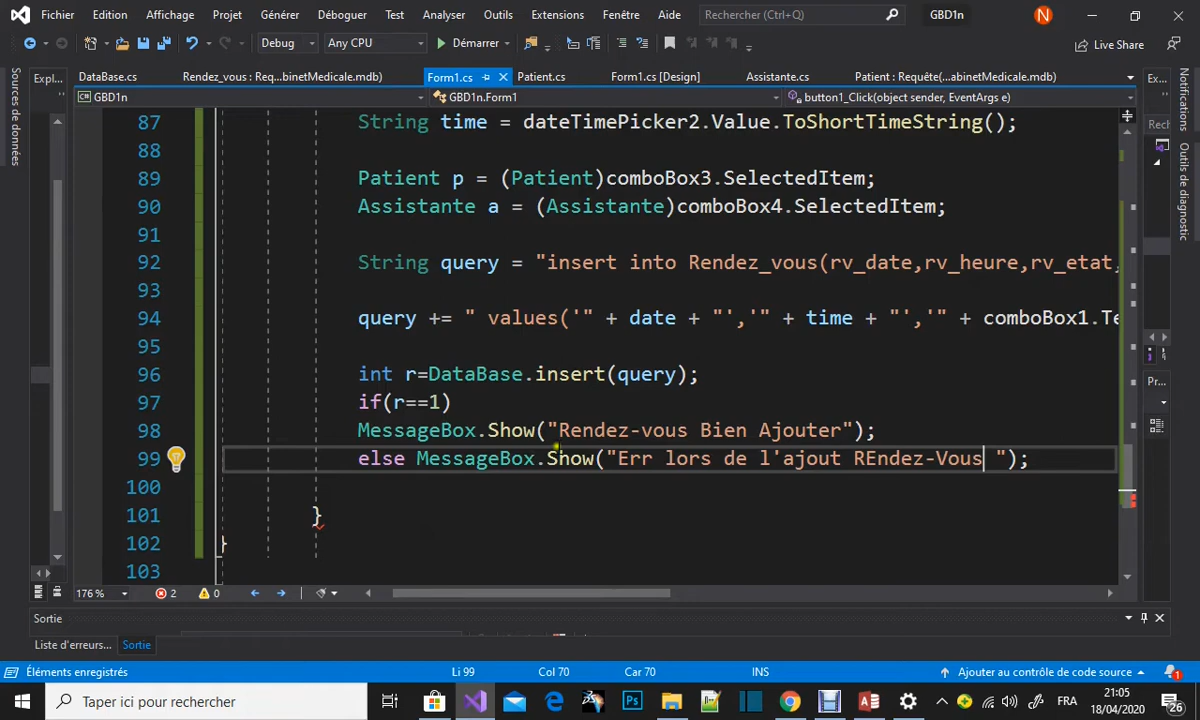 Fichier Edition Affichage Projet Générer Déboguer Test Analyser Outils Extensions Fenêtre Aide Rechercher (Ctrl+Q) GBD1n N
Debug Any CPU Démarrer Live Share
DataBase.cs Rendez_vous : Req...binetMedicale.mdb) Form1.cs Patient.cs Form1.cs [Design] Assistante.cs Patient : Requête(...abinetMedicale.mdb)
Sources de données
Expl...
GBD1n GBD1n.Form1 button1_Click(object sender, EventArgs e)
87 String time = dateTimePicker2.Value.ToShortTimeString();
88
89 Patient p = (Patient)comboBox3.SelectedItem;
90 Assistante a = (Assistante)comboBox4.SelectedItem;
91
92 String query = "insert into Rendez_vous(rv_date,rv_heure,rv_etat,
93
94 query += " values('" + date + "','" + time + "','" + comboBox1.Te
95
96 int r=DataBase.insert(query);
97 if(r==1)
98 MessageBox.Show("Rendez-vous Bien Ajouter");
99 else MessageBox.Show("Err lors de l'ajout REndez-Vous ");
100
101 }
102 }
103
Ex...
Rech
Pr...
Notifications
Outils de diagnostic
176 % 2 0
Sortie
Liste d'erreurs... Sortie
Éléments enregistrés Li 99 Col 70 Car 70 INS Ajouter au contrôle de code source 1
Taper ici pour rechercher Ps FRA 21:05
18/04/2020 26